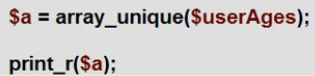 $a = array_unique($userAges);
print_r($a);